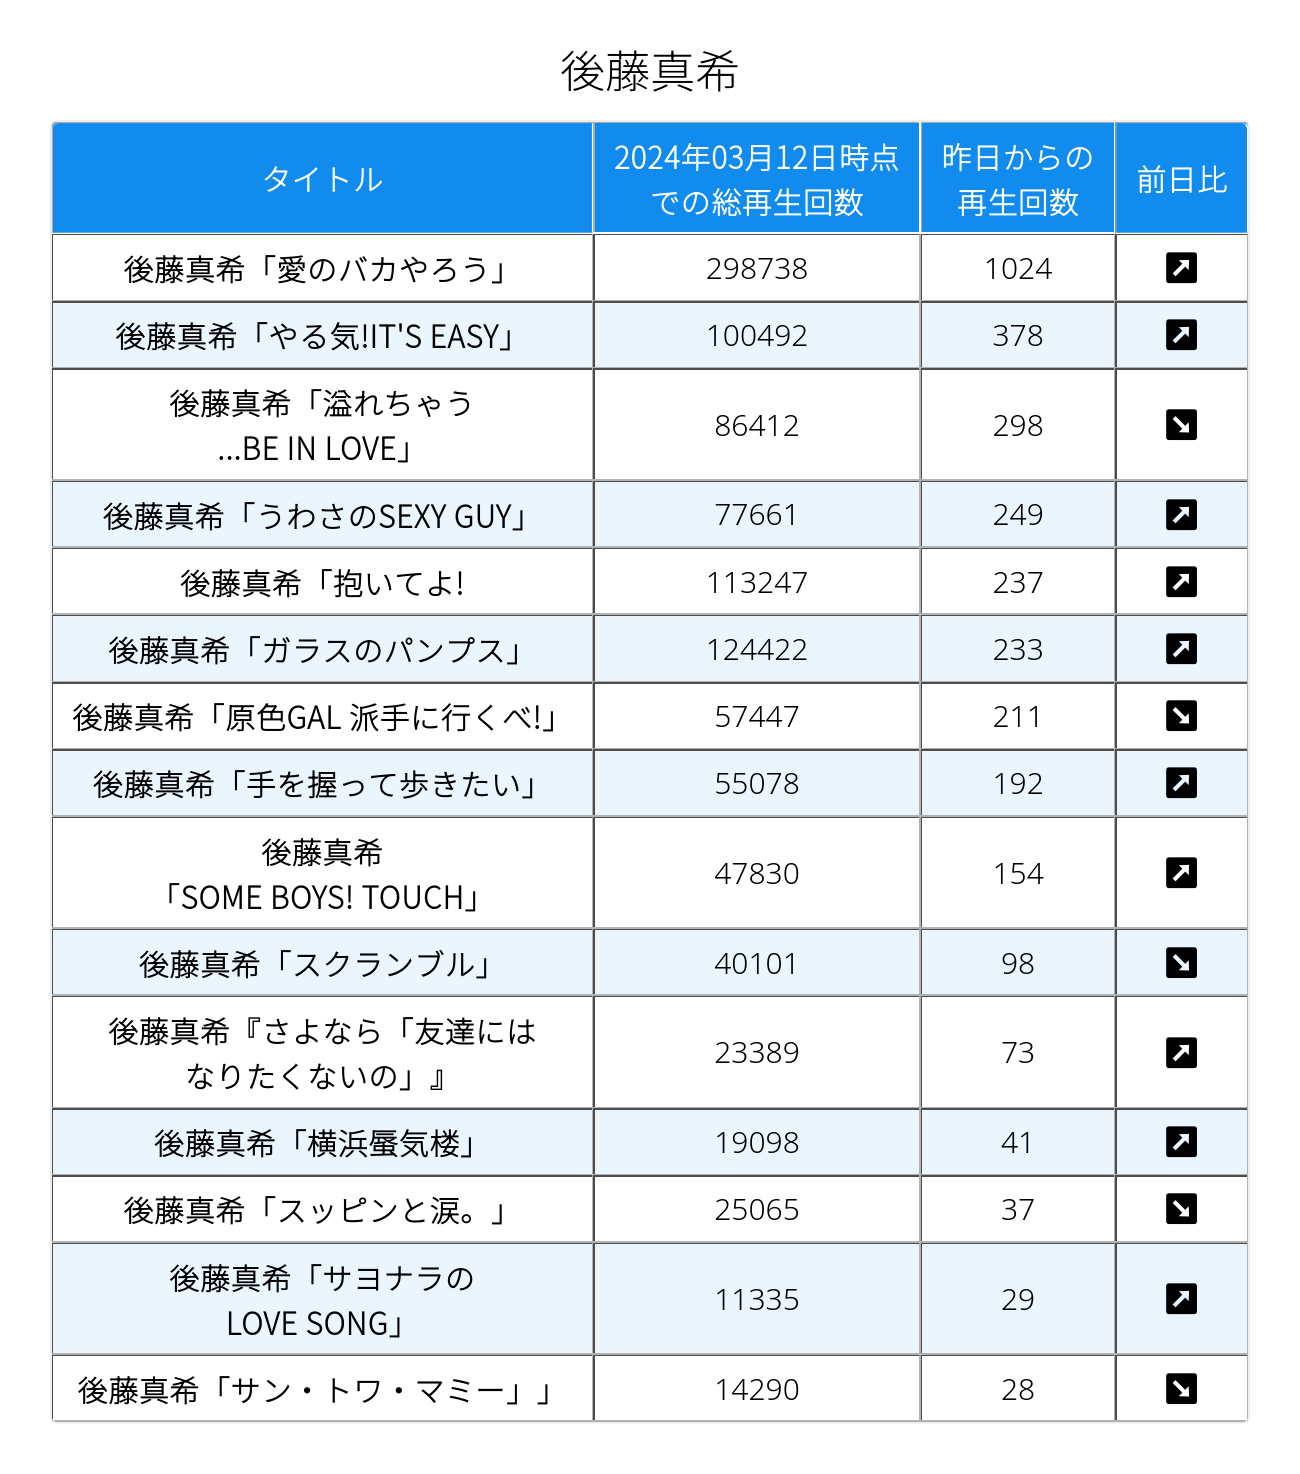 後藤真希
タイトル
2024年03月12日時点
での総再生回数
昨日からの
再生回数
前日比
後藤真希「愛のバカやろう」 298738 1024
後藤真希「やる気!IT'S EASY」 100492 378
後藤真希「溢れちゃう
...BE IN LOVE」 86412 298
後藤真希「うわさのSEXY GUY」 77661 249
後藤真希「抱いてよ! 113247 237
後藤真希「ガラスのパンプス」 124422 233
後藤真希「原色GAL 派手に行くべ!」 57447 211
後藤真希「手を握って歩きたい」 55078 192
後藤真希
「SOME BOYS! TOUCH」 47830 154
後藤真希「スクランブル」 40101 98
後藤真希『さよなら「友達には
なりたくないの」』 23389 73
後藤真希「横浜蜃気楼」 19098 41
後藤真希「スッピンと涙。」 25065 37
後藤真希「サヨナラの
LOVE SONG」 11335 29
後藤真希「サン・トワ・マミー」」 14290 28